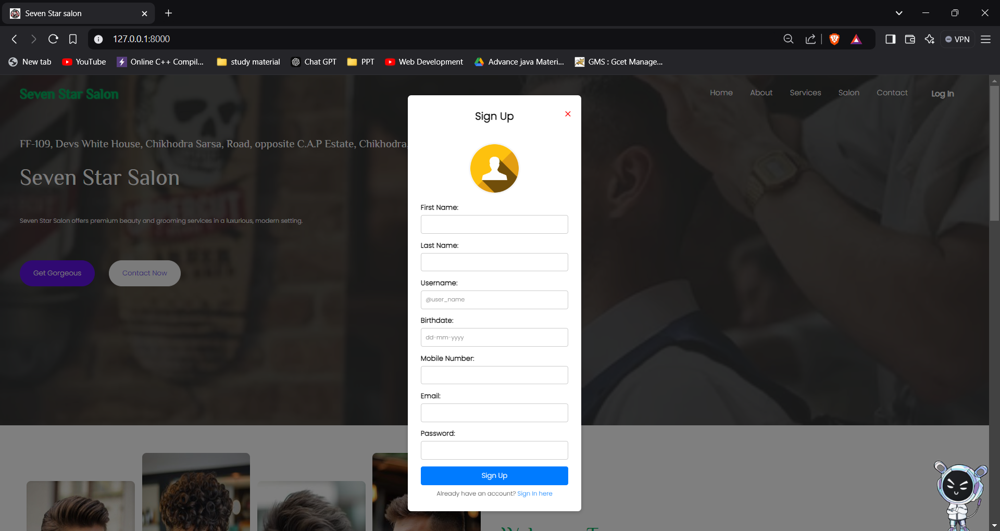 Seven Star salon
127.0.0.1:8000
VPN
New tab
YouTube
Online C++ Compil...
study material
Chat GPT
PPT
Web Development
Advance java Materi...
GMS : Gcet Manage...
Seven Star Salon
Home
About
Services
Salon
Contact
Log In
FF-109, Devs White House, Chikhodra Sarsa, Road, opposite C.A.P Estate, Chikhodra,
Seven Star Salon
Seven Star Salon offers premium beauty and grooming services in a luxurious, modern setting.
Get Gorgeous
Contact Now
Sign Up
First Name:
Last Name:
Username:
@user_name
Birthdate:
dd-mm-yyyy
Mobile Number:
Email:
Password:
Sign Up
Already have an account? Sign In here